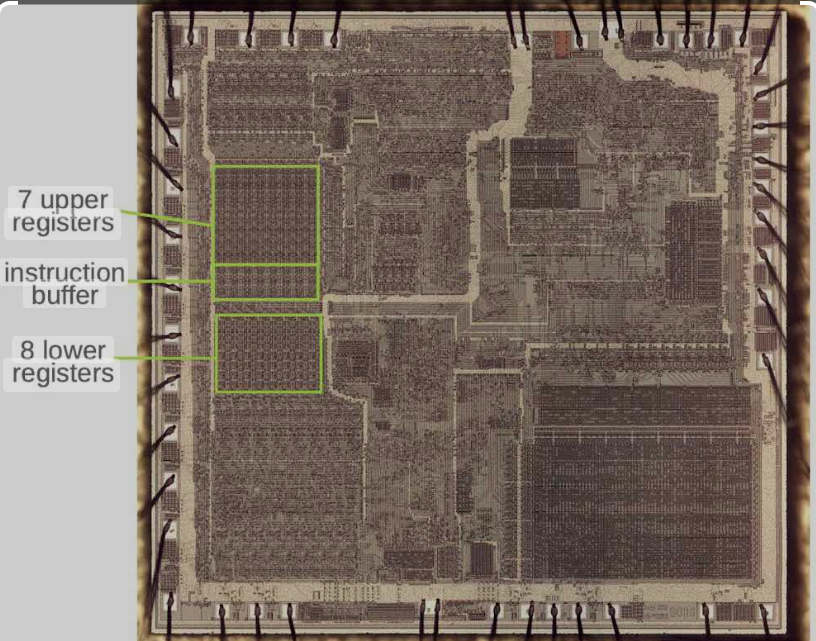 7 upper
registers
instruction
buffer
8 lower
registers